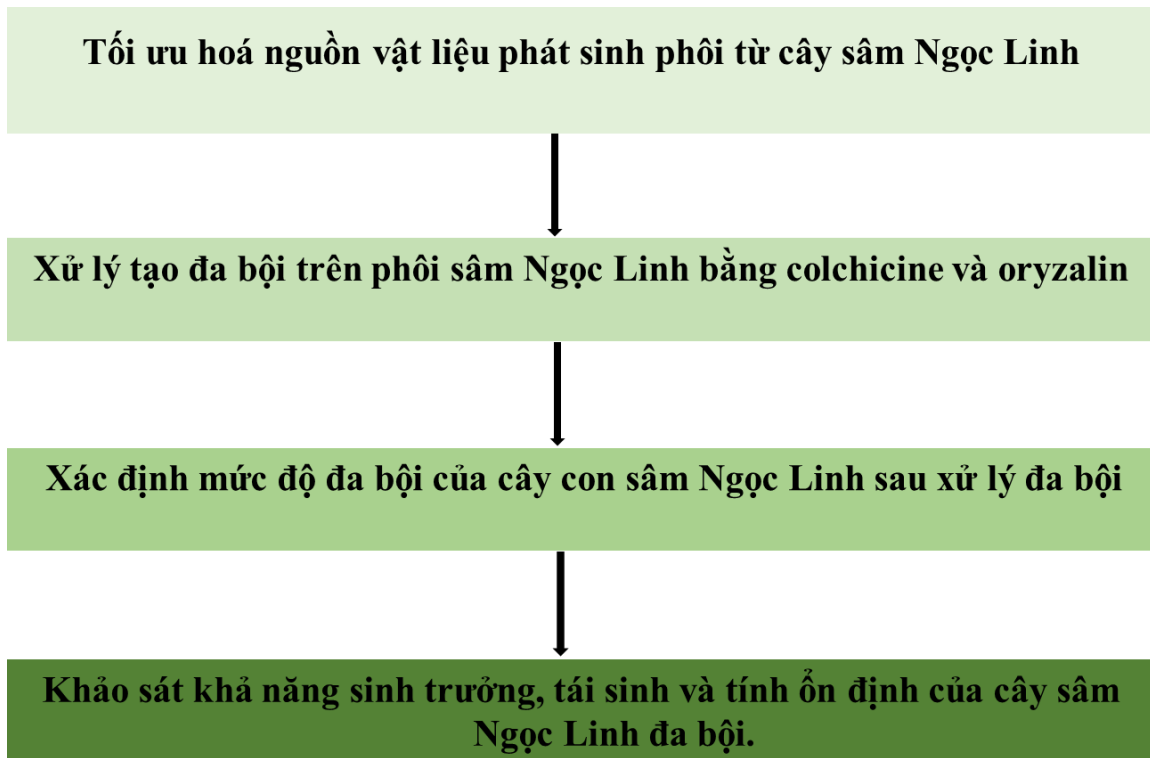 Tối ưu hoá nguồn vật liệu phát sinh phôi từ cây sâm Ngọc Linh
Xử lý tạo đa bội trên phôi sâm Ngọc Linh bằng colchicine và oryzalin
Xác định mức độ đa bội của cây con sâm Ngọc Linh sau xử lý đa bội
Khảo sát khả năng sinh trưởng, tái sinh và tính ổn định của cây sâm
Ngọc Linh đa bội.